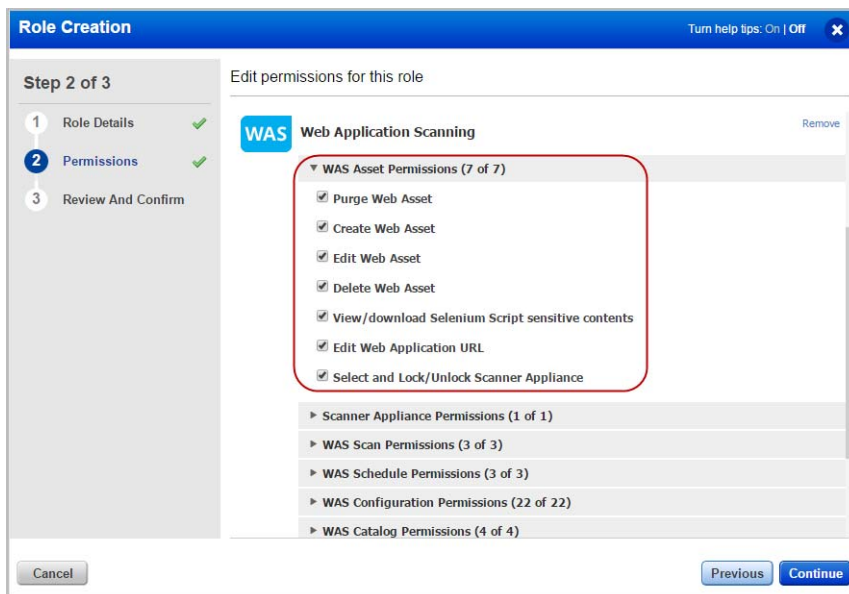 Role Creation
Turn help tips: On | Off
Step 2 of 3
1 Role Details
2 Permissions
3 Review And Confirm
Edit permissions for this role
WAS Web Application Scanning
Remove
WAS Asset Permissions (7 of 7)
Purge Web Asset
Create Web Asset
Edit Web Asset
Delete Web Asset
View/download Selenium Script sensitive contents
Edit Web Application URL
Select and Lock/Unlock Scanner Appliance
Scanner Appliance Permissions (1 of 1)
WAS Scan Permissions (3 of 3)
WAS Schedule Permissions (3 of 3)
WAS Configuration Permissions (22 of 22)
WAS Catalog Permissions (4 of 4)
Cancel
Previous
Continue